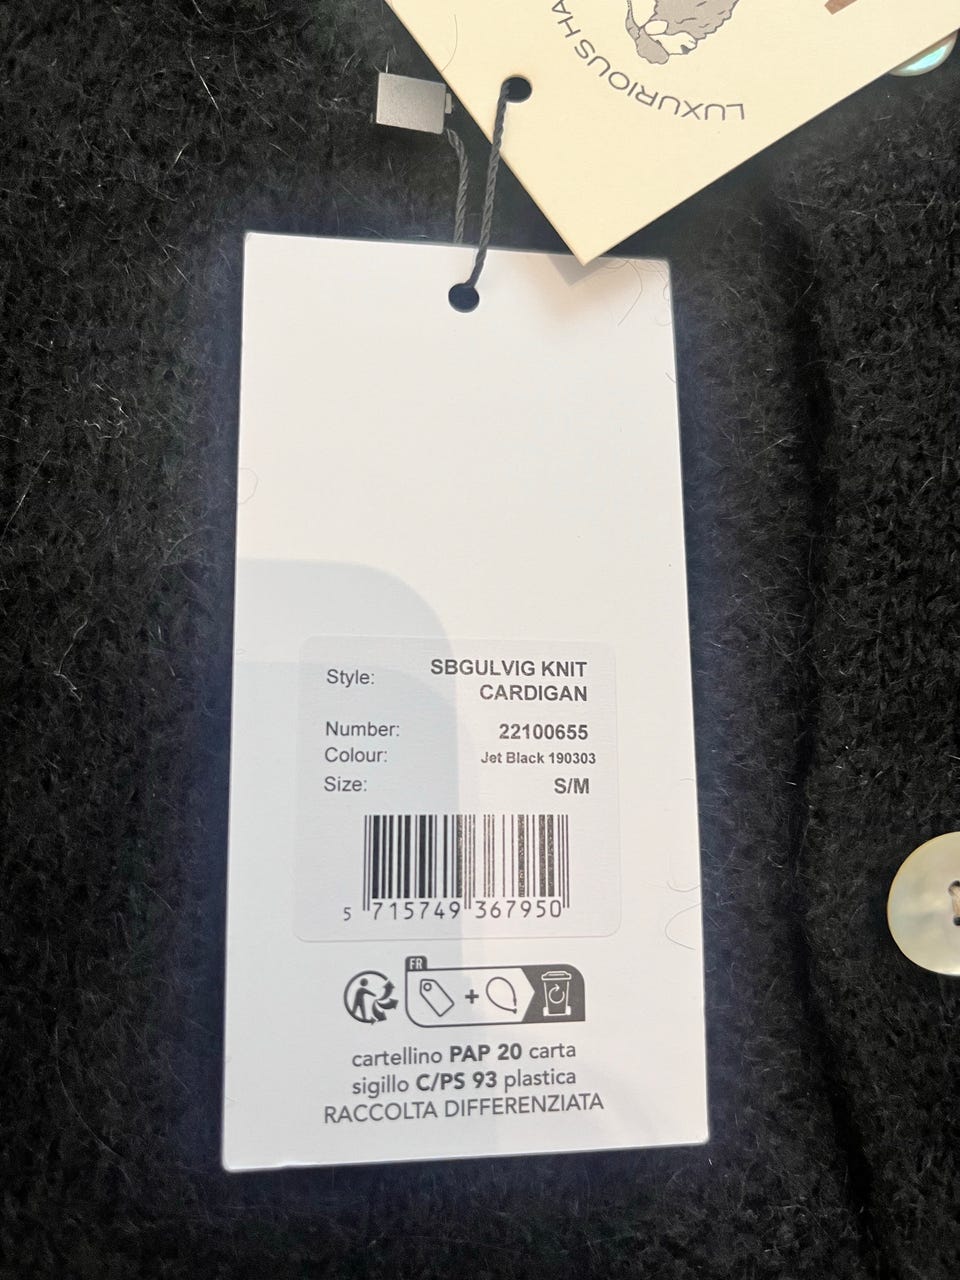 LUXURIOUS
Style: SBGULVIG KNIT
CARDIGAN
Number: 22100655
Colour: Jet Black 190303
Size: S/M
5 715749 367950
FR
cartellino PAP 20 carta
sigillo C/PS 93 plastica
RACCOLTA DIFFERENZIATA